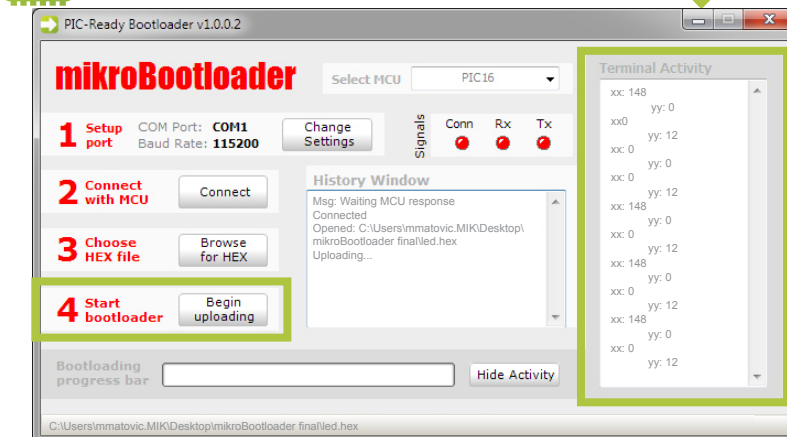 PIC-Ready Bootloader v1.0.0.2
mikroBootloader
Select MCU
PIC16
1 Setup port
COM Port: COM1
Baud Rate: 115200
Change Settings
Signals
Conn Rx Tx
2 Connect with MCU
Connect
3 Choose HEX file
Browse for HEX
4 Start bootloader
Begin uploading
History Window
Msg: Waiting MCU response
Connected
Opened: C:\Users\mmatovic.MIK\Desktop\
mikroBootloader final\led.hex
Uploading...
Bootloading
progress bar
Hide Activity
Terminal Activity
xx: 148
yy: 0
xx0
yy: 12
xx: 0
yy: 0
xx: 0
yy: 12
xx: 148
yy: 0
xx: 0
yy: 12
xx: 148
yy: 0
xx: 0
yy: 12
xx: 148
yy: 0
xx: 0
yy: 12
C:\Users\mmatovic.MIK\Desktop\mikroBootloader final\led.hex